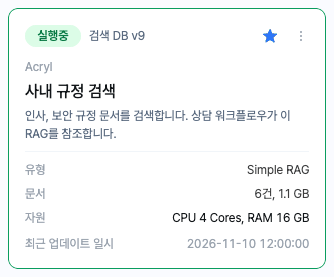 실행중 검색 DB v9
Acryl
사내 규정 검색
인사, 보안 규정 문서를 검색합니다. 상담 워크플로우가 이
RAG를 참조합니다.
유형 Simple RAG
문서 6건, 1.1 GB
자원 CPU 4 Cores, RAM 16 GB
최근 업데이트 일시 2026-11-10 12:00:00